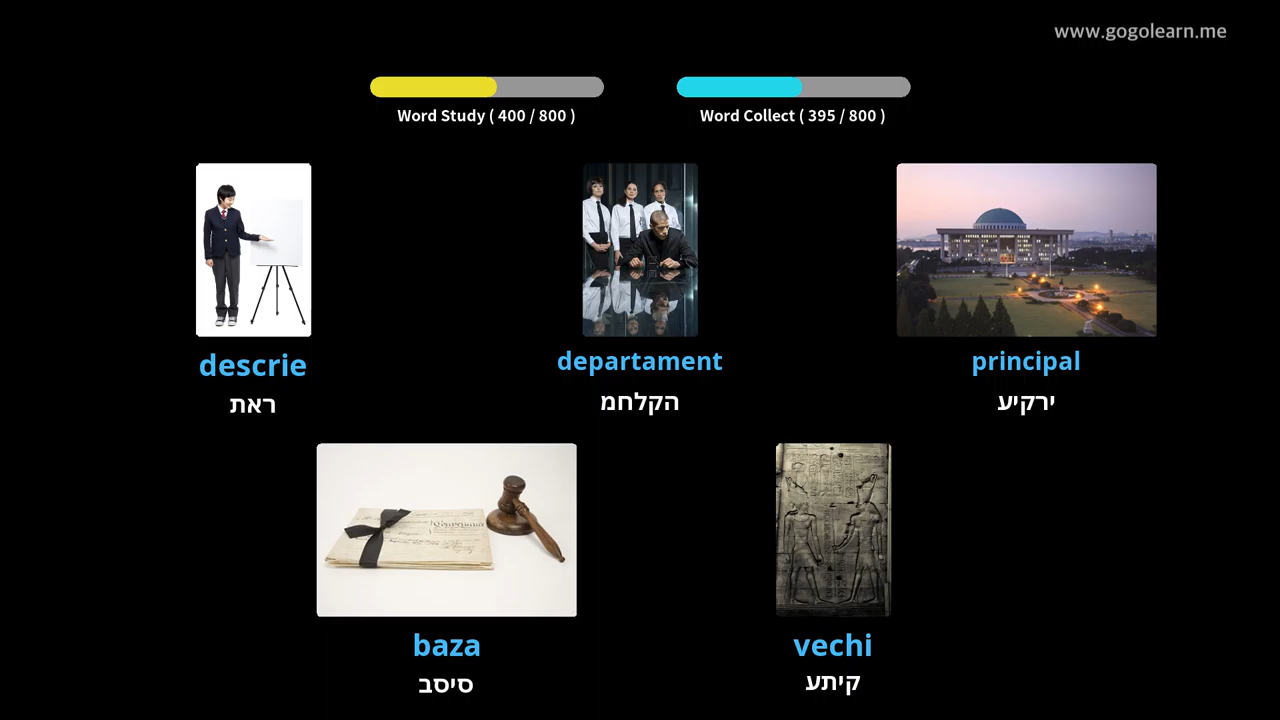 www.gogolearn.me
Word Study ( 400 / 800 )
Word Collect ( 395 / 800 )
descrie
ראת
departament
הקלחמ
principal
ירקיע
baza
סיסב
vechi
קיתע